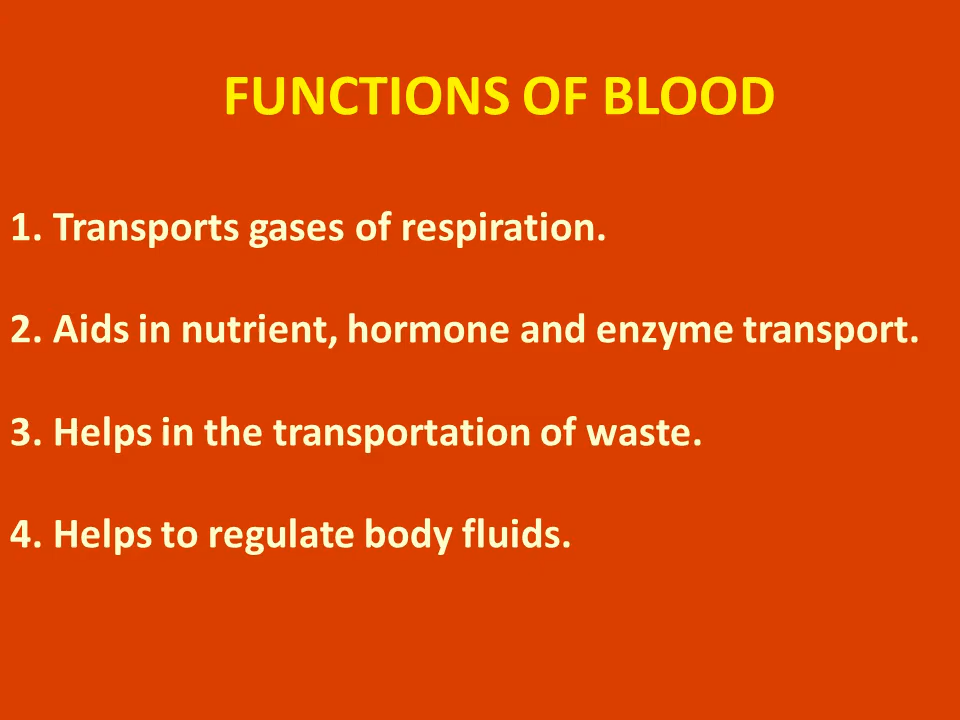 FUNCTIONS OF BLOOD
1. Transports gases of respiration.
2. Aids in nutrient, hormone and enzyme transport.
3. Helps in the transportation of waste.
4. Helps to regulate body fluids.